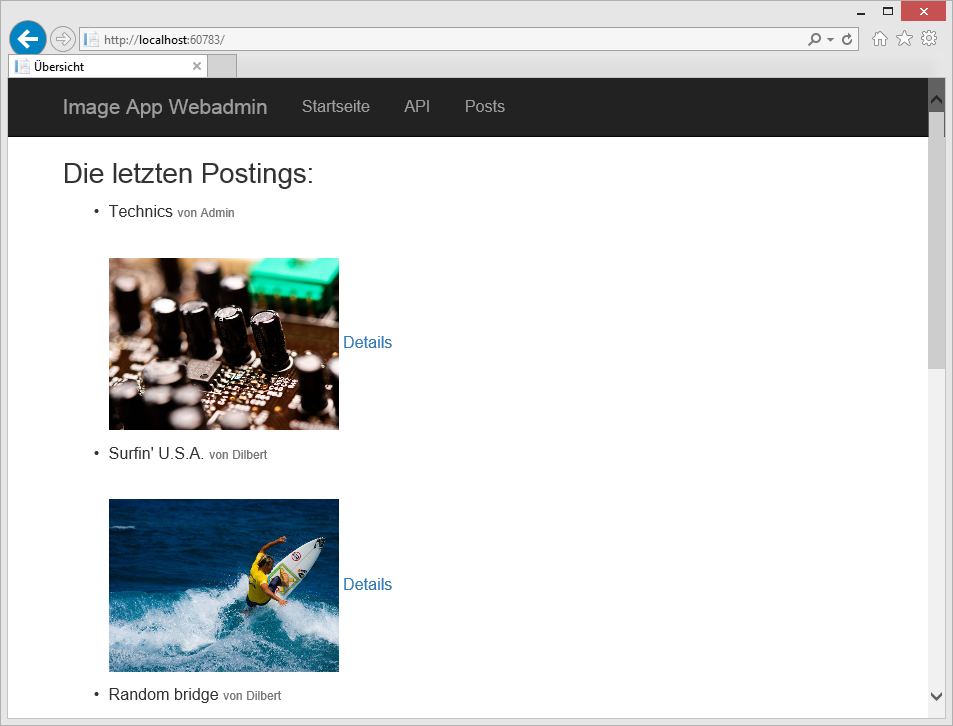 http://localhost:60783/
Übersicht
Image App Webadmin Startseite API Posts
Die letzten Postings:
• Technics von Admin
Details
• Surfin' U.S.A. von Dilbert
Details
• Random bridge von Dilbert